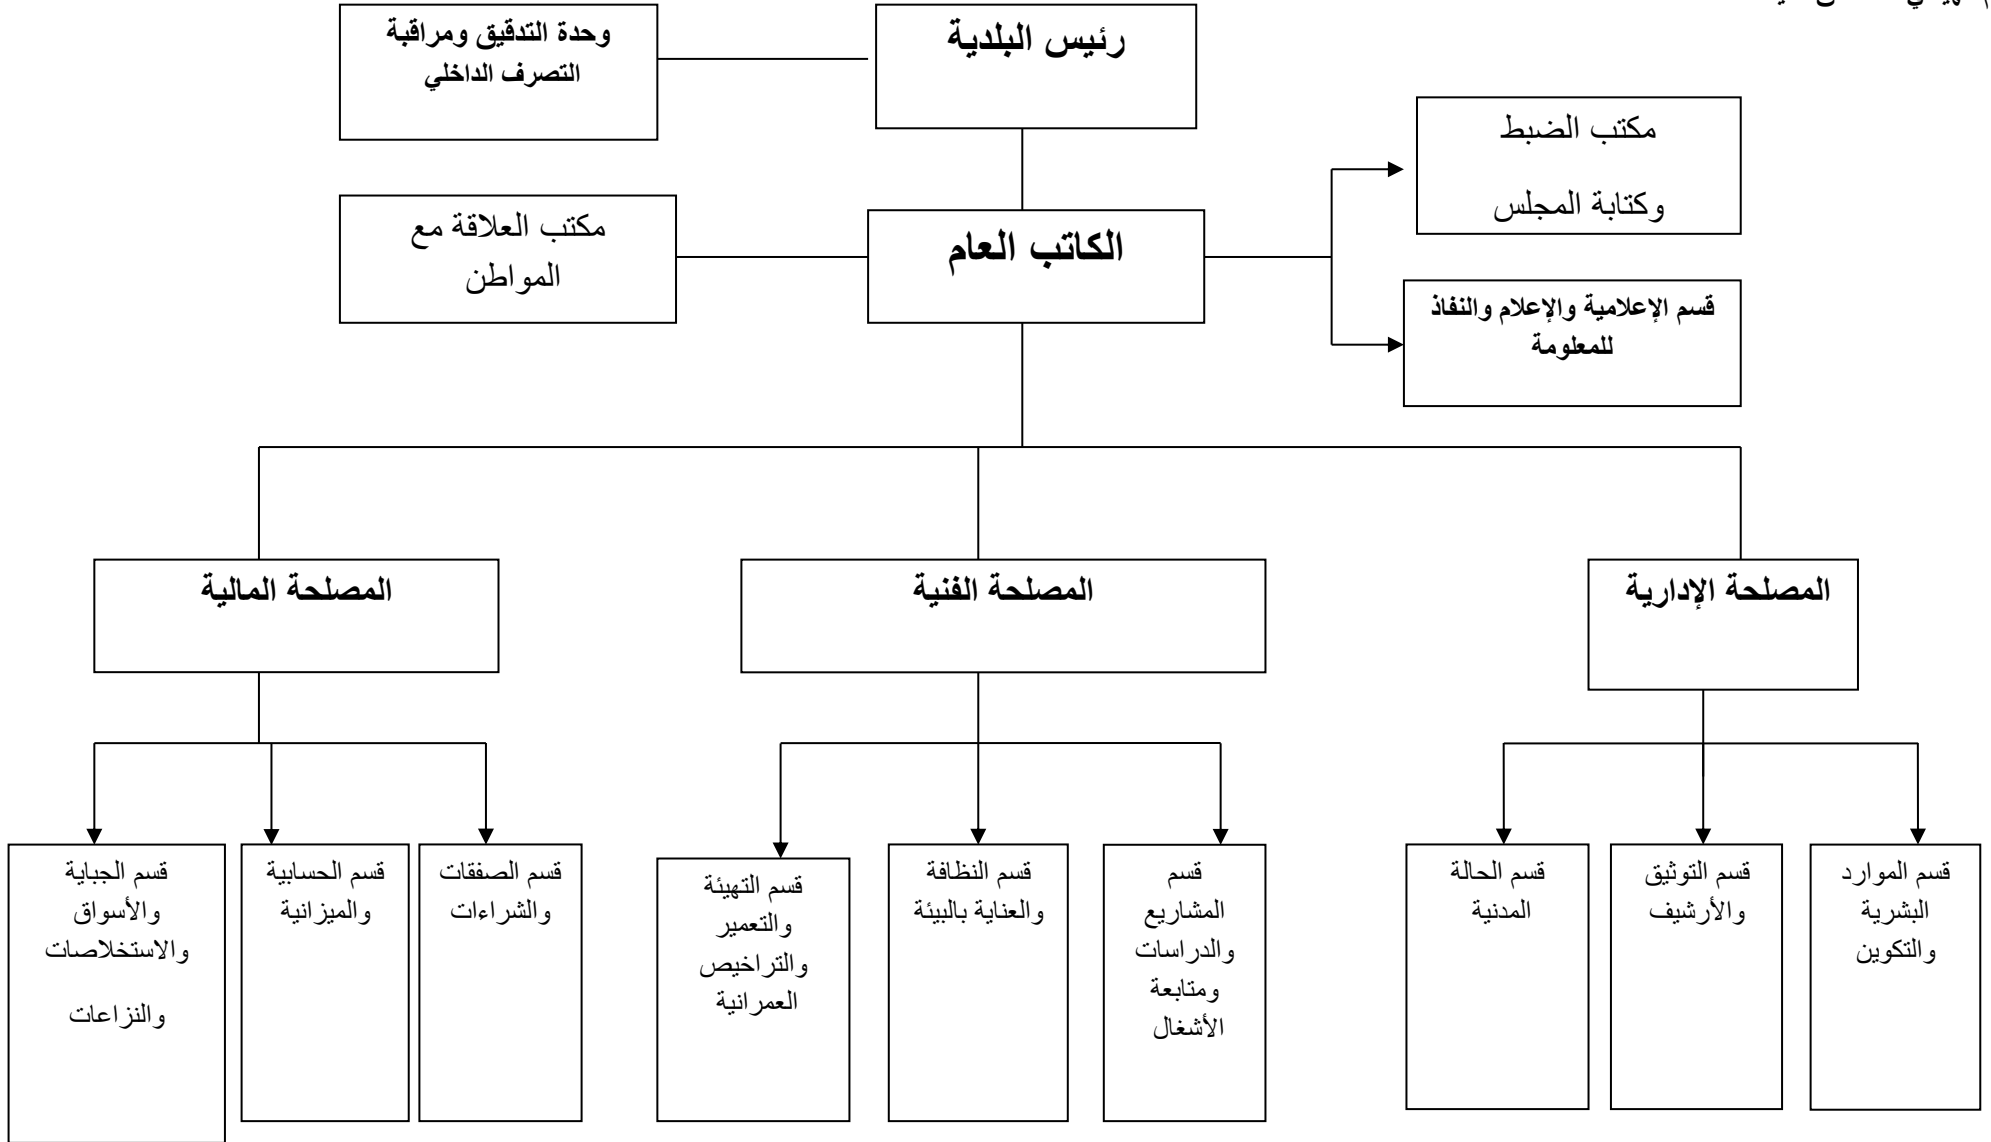 رئيس البلدية
وحدة التدقيق ومراقبة
التصرف الداخلي
مكتب الضبط
وكتابة المجلس
الكاتب العام
مكتب العلاقة مع
المواطن
قسم الإعلامية والإعلام والنفاذ
للمعلومة
المصلحة الإدارية
المصلحة الفنية
المصلحة المالية
قسم الموارد
البشرية
والتكوين
قسم التوثيق
والأرشيف
قسم الحالة
المدنية
قسم
المشاريع
والدراسات
ومتابعة
الأشغال
قسم النظافة
والعناية بالبيئة
قسم التهيئة
والتعمير
والتراخيص
العمرانية
قسم الصفقات
والشراءات
قسم الحسابية
والميزانية
قسم الجباية
والأسواق
والاستخلاصات
والنزاعات